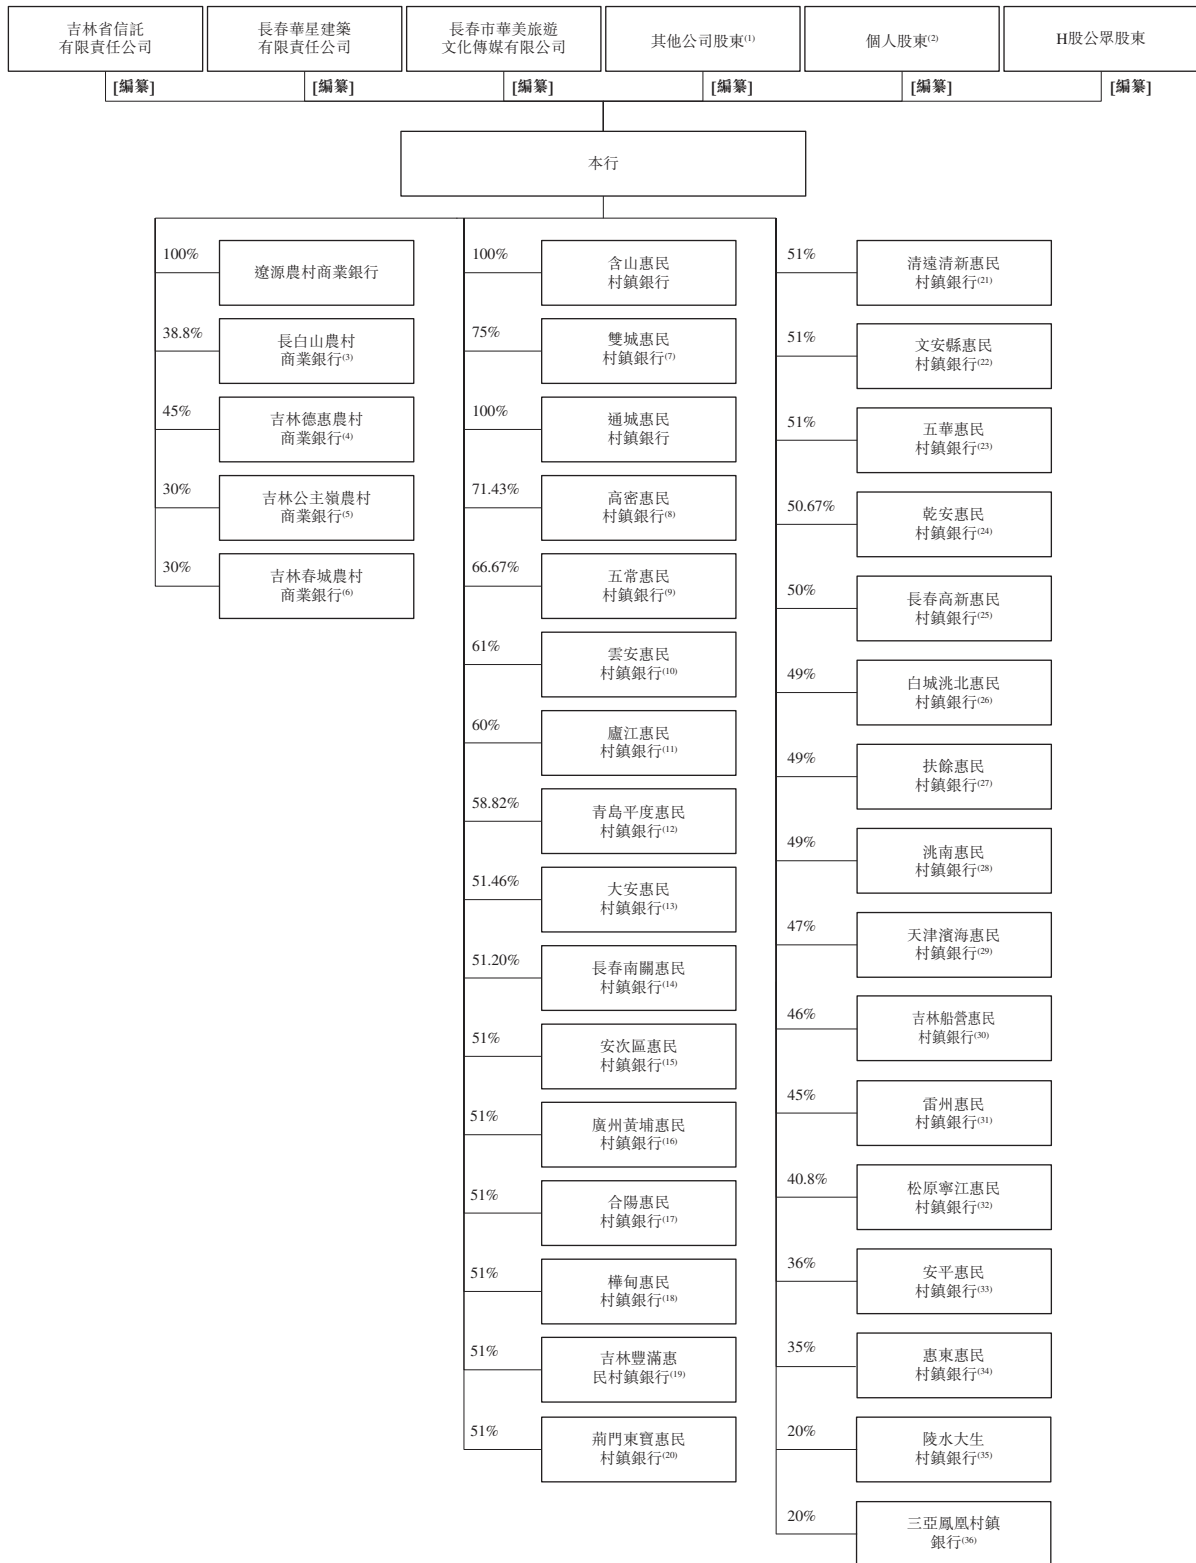 吉林省信託
有限責任公司
長春華星建築
有限責任公司
長春市華美旅遊
文化傳媒有限公司
其他公司股東(1)
個人股東(2)
H股公眾股東
[編纂]
[編纂]
[編纂]
[編纂]
[編纂]
[編纂]
本行
100%
遼源農村商業銀行
38.8%
長白山農村
商業銀行(3)
45%
吉林德惠農村
商業銀行(4)
30%
吉林公主嶺農村
商業銀行(5)
30%
吉林春城農村
商業銀行(6)
100%
含山惠民
村鎮銀行
75%
雙城惠民
村鎮銀行(7)
100%
通城惠民
村鎮銀行
71.43%
高密惠民
村鎮銀行(8)
66.67%
五常惠民
村鎮銀行(9)
61%
雲安惠民
村鎮銀行(10)
60%
廬江惠民
村鎮銀行(11)
58.82%
青島平度惠民
村鎮銀行(12)
51.46%
大安惠民
村鎮銀行(13)
51.20%
長春南關惠民
村鎮銀行(14)
51%
安次區惠民
村鎮銀行(15)
51%
廣州黃埔惠民
村鎮銀行(16)
51%
合陽惠民
村鎮銀行(17)
51%
樺甸惠民
村鎮銀行(18)
51%
吉林豐滿惠
民村鎮銀行(19)
51%
荊門東寶惠民
村鎮銀行(20)
51%
清遠清新惠民
村鎮銀行(21)
51%
文安縣惠民
村鎮銀行(22)
51%
五華惠民
村鎮銀行(23)
50.67%
乾安惠民
村鎮銀行(24)
50%
長春高新惠民
村鎮銀行(25)
49%
白城洮北惠民
村鎮銀行(26)
49%
扶餘惠民
村鎮銀行(27)
49%
洮南惠民
村鎮銀行(28)
47%
天津濱海惠民
村鎮銀行(29)
46%
吉林船營惠民
村鎮銀行(30)
45%
雷州惠民
村鎮銀行(31)
40.8%
松原寧江惠民
村鎮銀行(32)
36%
安平惠民
村鎮銀行(33)
35%
惠東惠民
村鎮銀行(34)
20%
陵水大生
村鎮銀行(35)
20%
三亞鳳凰村鎮
銀行(36)